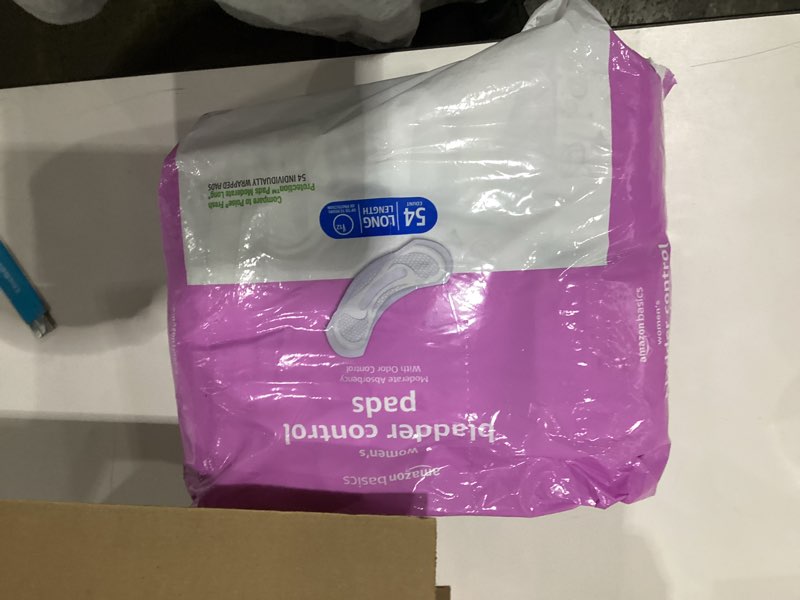 amazon basics
women's
bladder control
pads
Moderate Absorbency
With Odor Control
54
COUNT
LONG
LENGTH
Compare to Poise® Fresh
Protection™ Pads Moderate Long*
54 INDIVIDUALLY WRAPPED PADS
amazon basics
women's